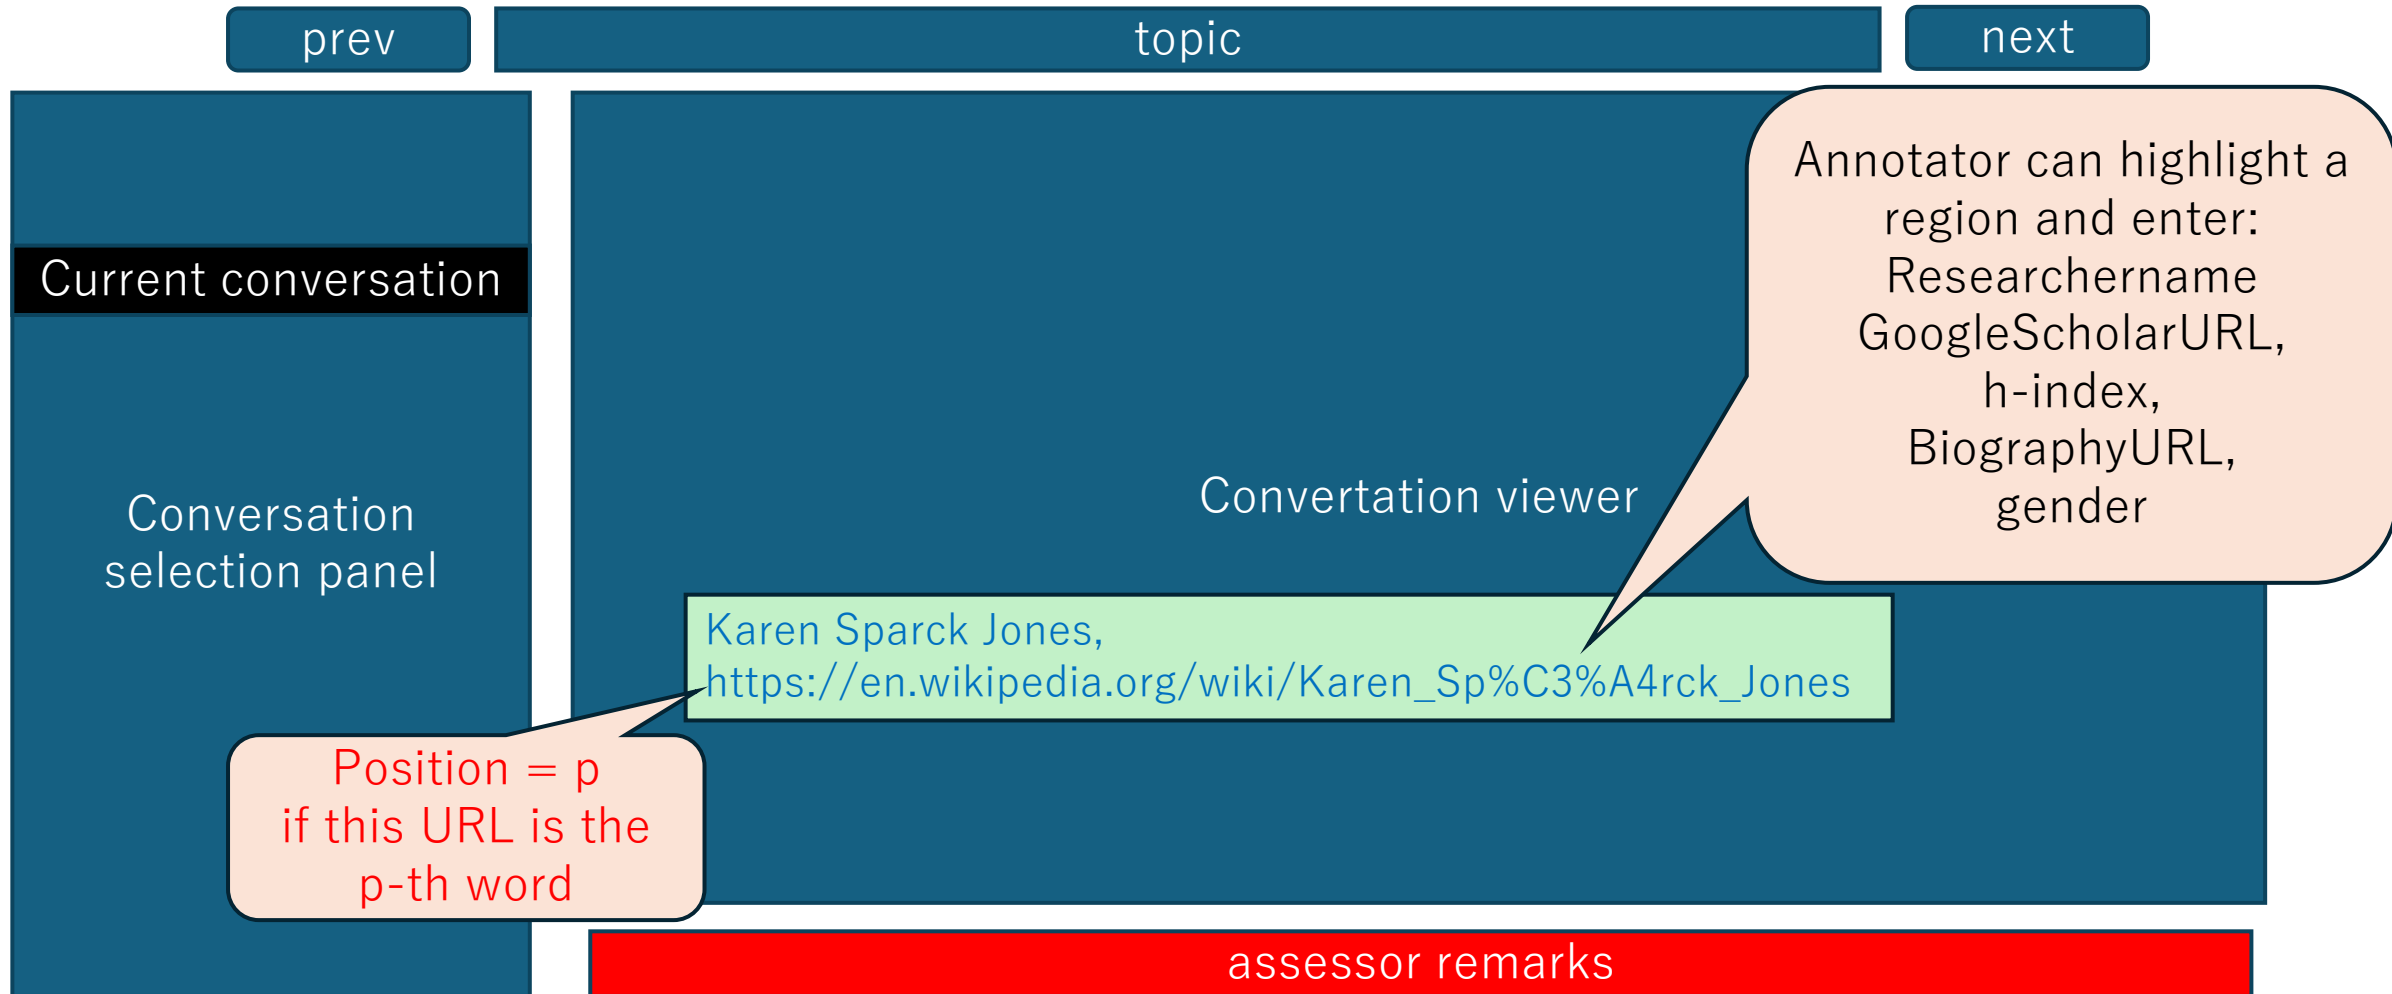 prev
topic
next
Current conversation
Conversation
selection panel
Convertation viewer
Annotator can highlight a
region and enter:
Researchername
GoogleScholarURL,
h-index,
BiographyURL,
gender
Karen Sparck Jones,
https://en.wikipedia.org/wiki/Karen_Sp%C3%A4rck_Jones
Position = p
if this URL is the
p-th word
assessor remarks